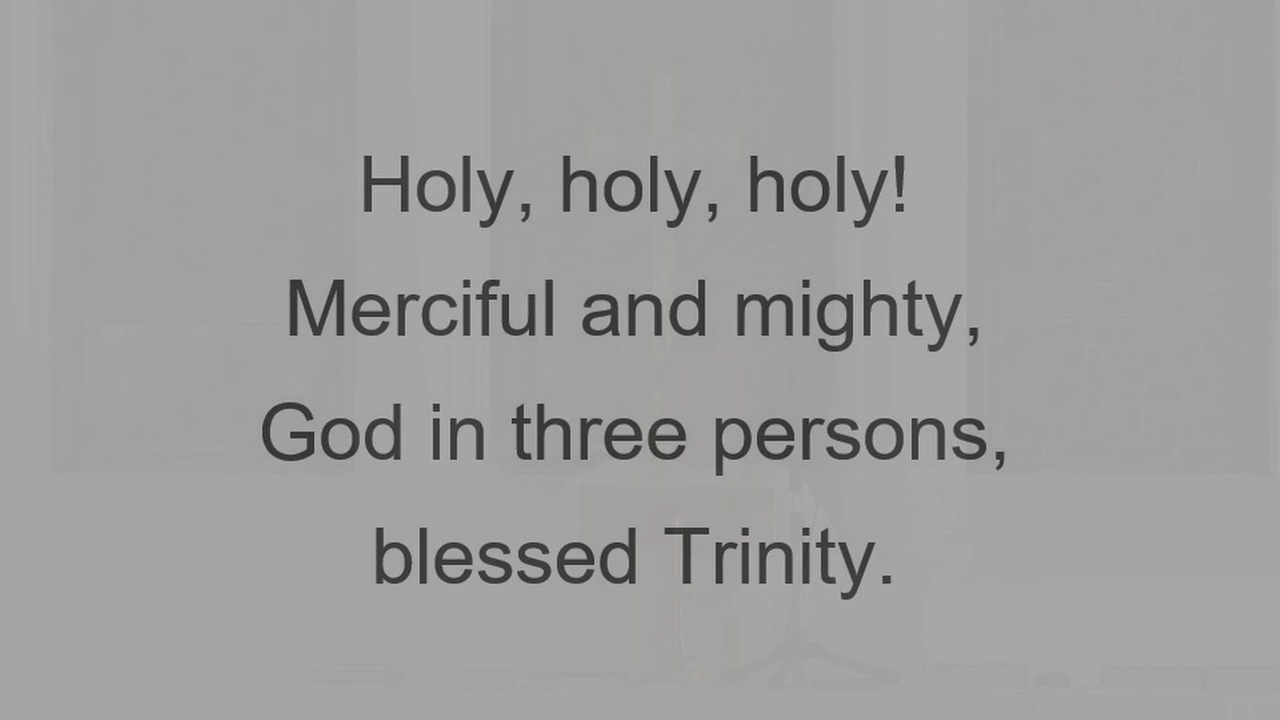 Holy, holy, holy!
Merciful and mighty,
God in three persons,
blessed Trinity.